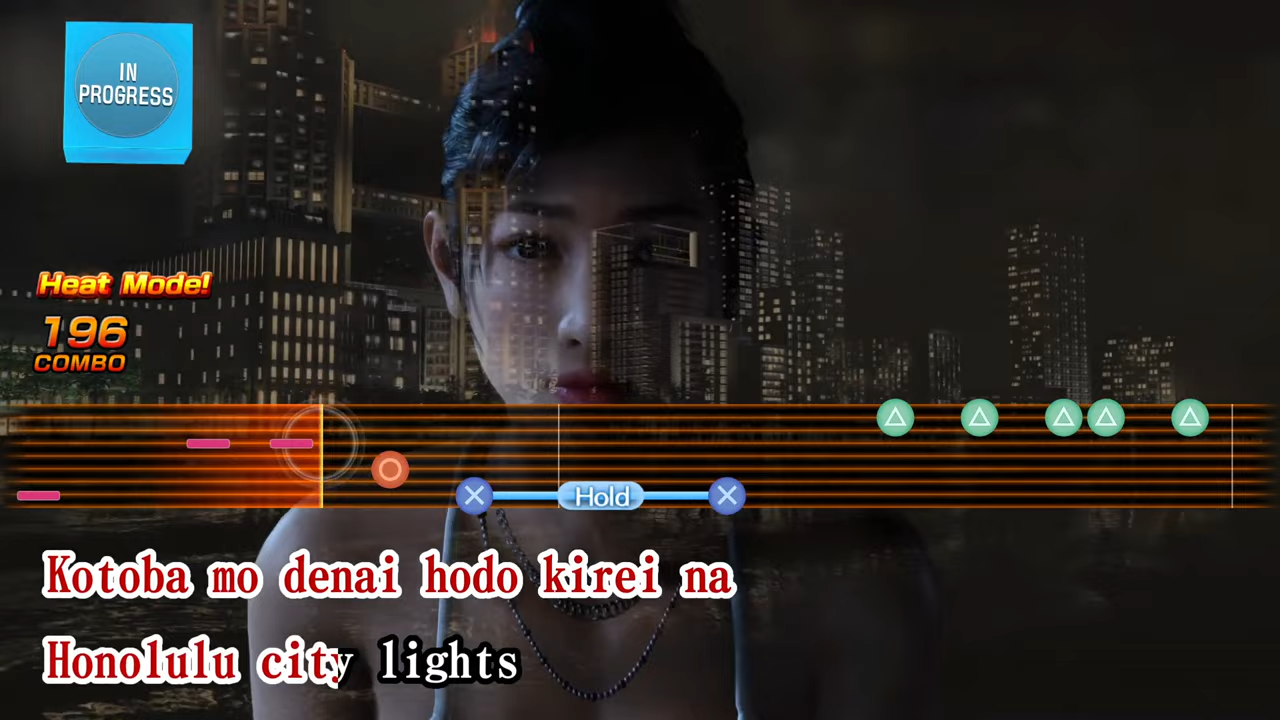 IN
PROGRESS
Heat Mode!
196
COMBO
Hold
Kotoba mo denai hodo kirei na
Honolulu city lights